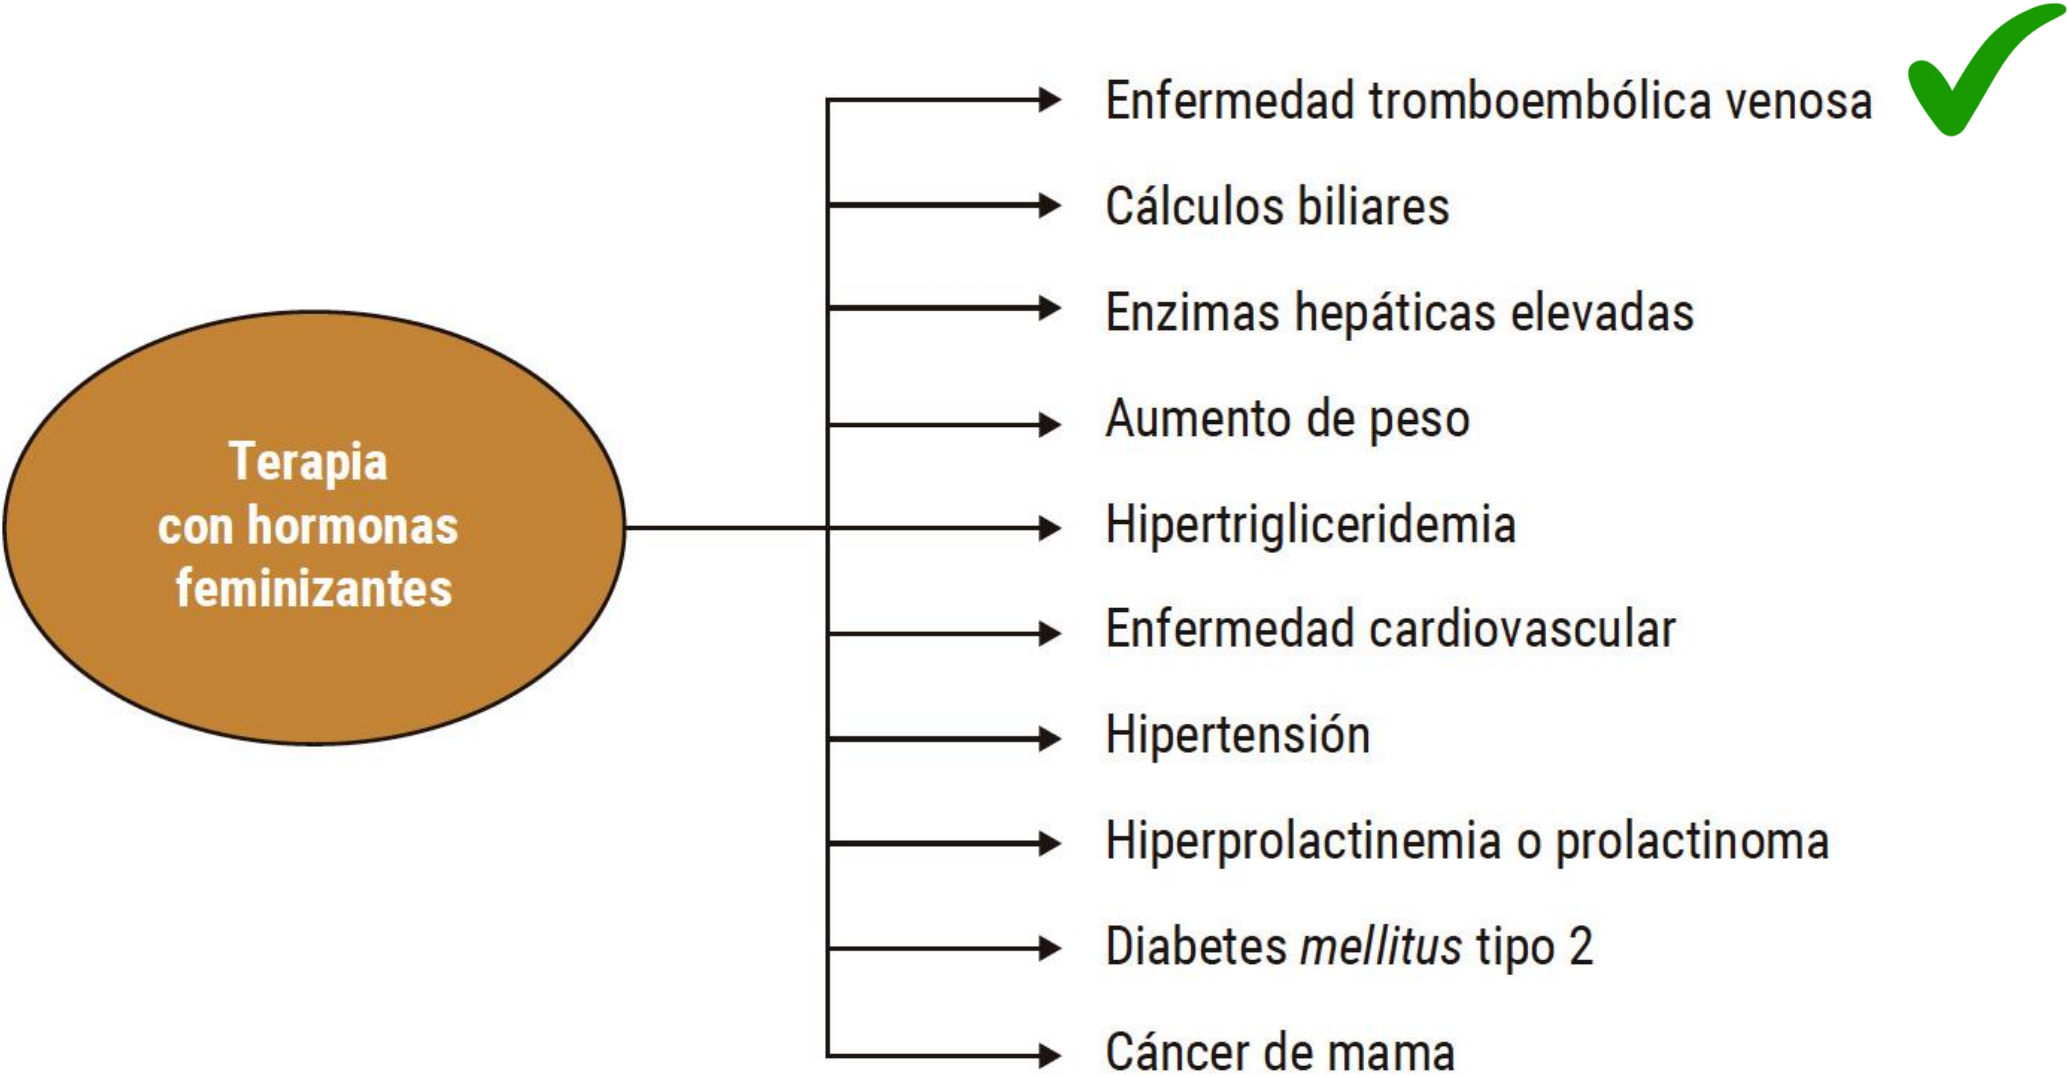 Terapia
con hormonas
feminizantes
Enfermedad tromboembólica venosa
Cálculos biliares
Enzimas hepáticas elevadas
Aumento de peso
Hipertrigliceridemia
Enfermedad cardiovascular
Hipertensión
Hiperprolactinemia o prolactinoma
Diabetes mellitus tipo 2
Cáncer de mama